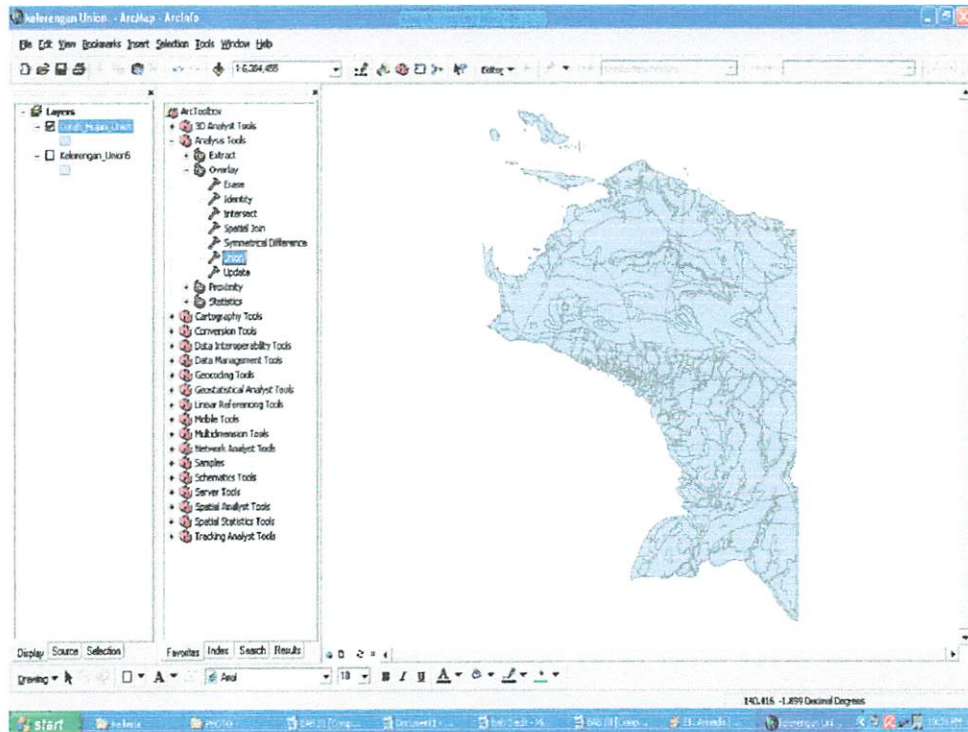 kelerengan Union. - ArcMap - ArcInfo
File Edit View Bookmarks Insert Selection Tools Window Help
1:6,384,455
Editor
Layers
Kelerengan_Union6
ArcToolbox
3D Analyst Tools
Analysis Tools
Extract
Overlay
Erase
Identity
Intersect
Spatial Join
Symmetrical Difference
Union
Update
Proximity
Statistics
Cartography Tools
Conversion Tools
Data Interoperability Tools
Data Management Tools
Geocoding Tools
Geostatistical Analyst Tools
Linear Referencing Tools
Mobile Tools
Multidimension Tools
Network Analyst Tools
Samples
Schematics Tools
Server Tools
Spatial Analyst Tools
Spatial Statistics Tools
Tracking Analyst Tools
Display Source Selection
Favorites Index Search Results
Drawing A Arial 10 B I U A
140.416 -1.899 Decimal Degrees
start